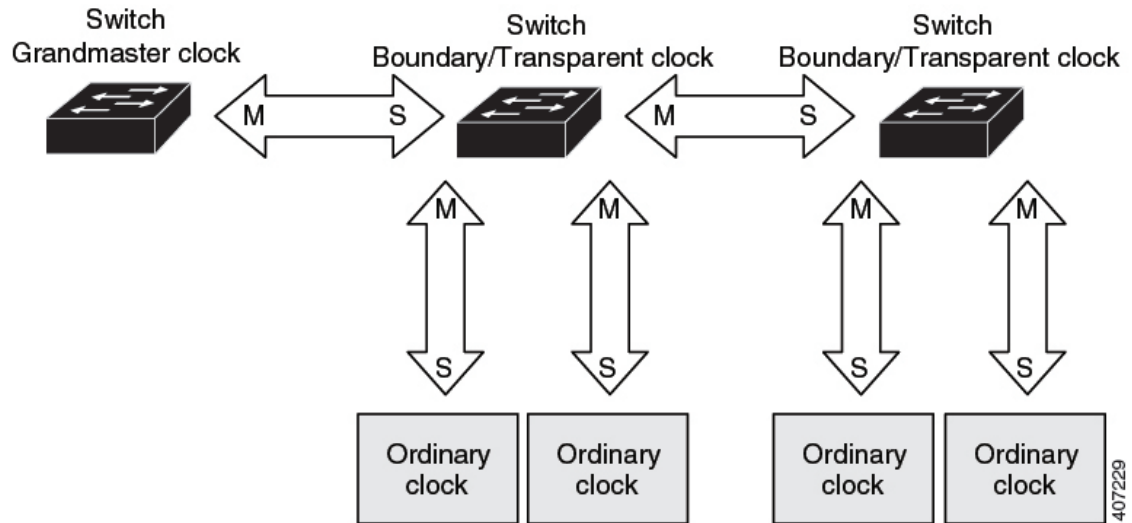 Switch
Grandmaster clock
Switch
Boundary/Transparent clock
Switch
Boundary/Transparent clock
M
S
M
S
M
M
M
M
S
S
S
S
Ordinary
clock
Ordinary
clock
Ordinary
clock
Ordinary
clock
407229